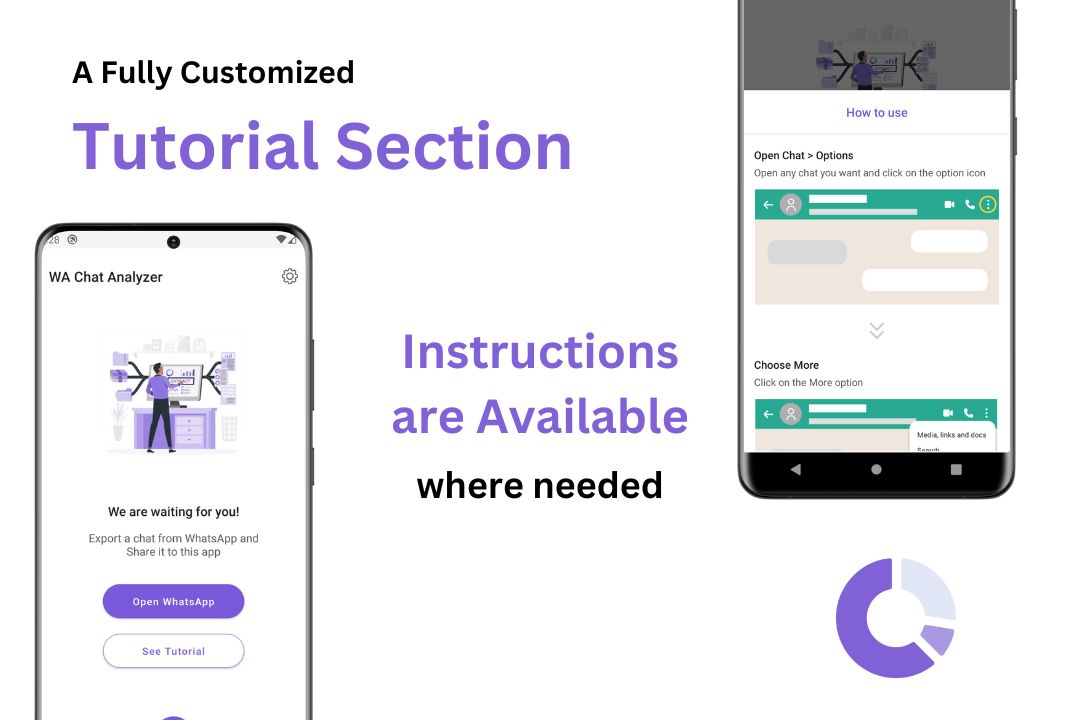 A Fully Customized
Tutorial Section
Instructions
are Available
where needed
:28
WA Chat Analyzer
We are waiting for you!
Export a chat from WhatsApp and
Share it to this app
Open WhatsApp
See Tutorial
How to use
Open Chat > Options
Open any chat you want and click on the option icon
Choose More
Click on the More option
Media, links and docs
Search